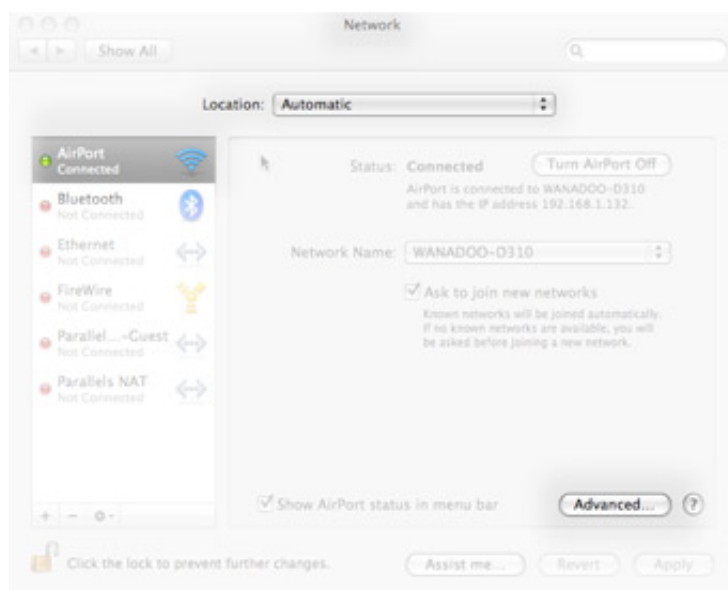 Network
Show All
Location: Automatic
AirPort
Connected
Bluetooth
Not Connected
Ethernet
Not Connected
FireWire
Not Connected
Parallel...-Guest
Not Connected
Parallels NAT
Not Connected
Status: Connected
Turn AirPort Off
AirPort is connected to WANADOO-D310
and has the IP address 192.168.1.132.
Network Name: WANADOO-D310
Ask to join new networks
Known networks will be joined automatically.
If no known networks are available, you will
be asked before joining a new network.
Show AirPort status in menu bar
Advanced...
?
Click the lock to prevent further changes.
Assist me...
Revert
Apply